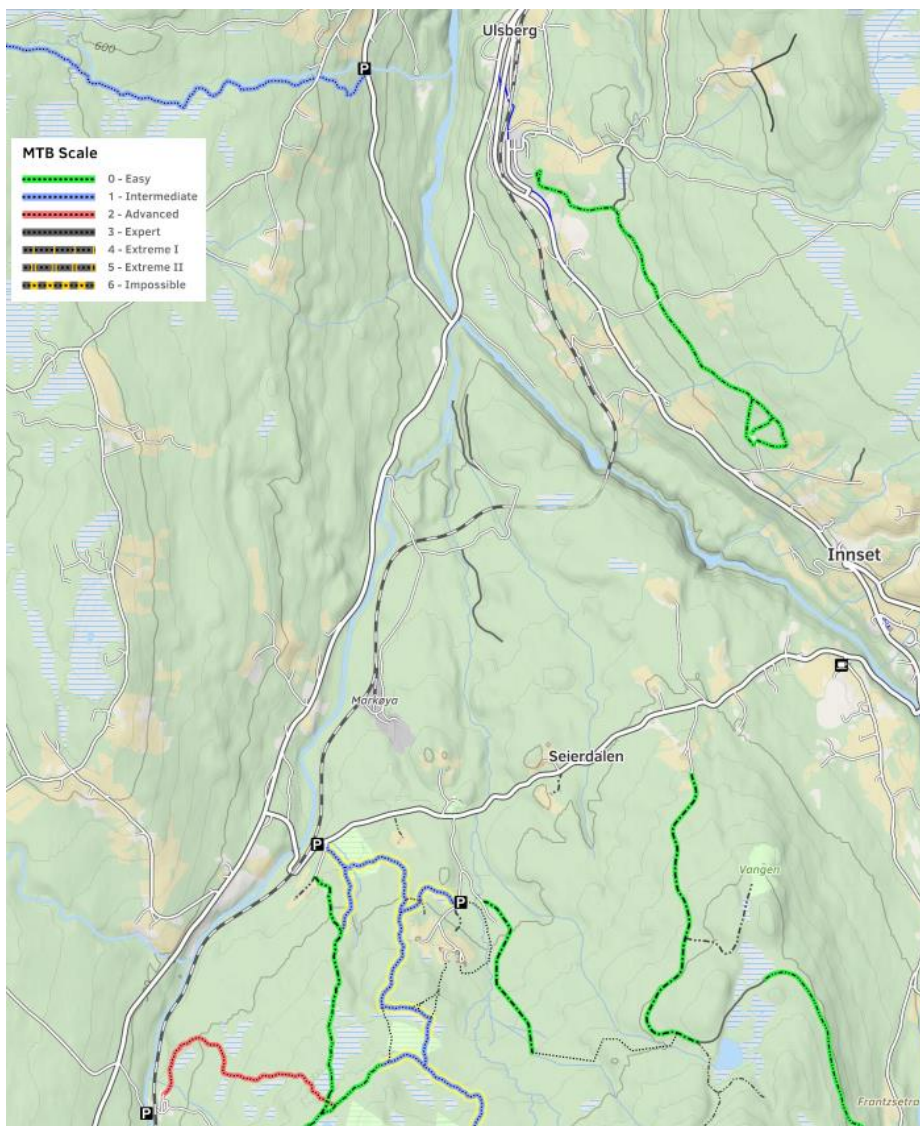 Ulsberg
600
P
MTB Scale
0 - Easy
1 - Intermediate
2 - Advanced
3 - Expert
4 - Extreme I
5 - Extreme II
6 - Impossible
Innset
Markøya
Seierdalen
P
Vangen
P
Frantzsetra
P